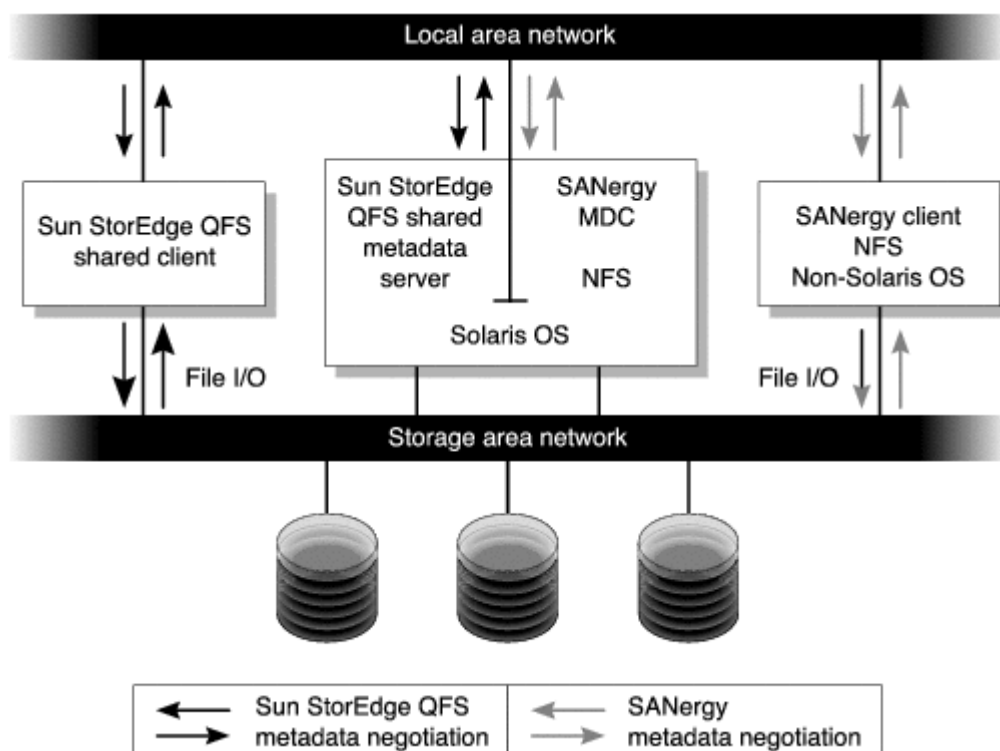 Local area network
Sun StorEdge QFS
shared client
Sun StorEdge
QFS shared
metadata
server
SANergy
MDC
NFS
Solaris OS
SANergy client
NFS
Non-Solaris OS
File I/O
File I/O
Storage area network
Sun StorEdge QFS
metadata negotiation
SANergy
metadata negotiation